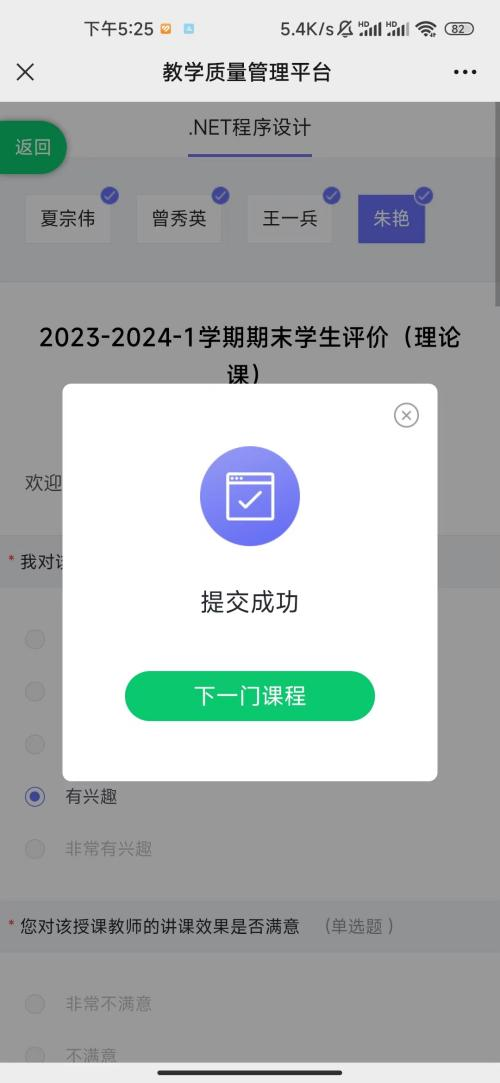 下午5:25
5.4K/s
HD
HD
82
教学质量管理平台
.NET程序设计
返回
夏宗伟
曾秀英
王一兵
朱艳
2023-2024-1学期期末学生评价（理论
课）
欢迎
* 我对该
提交成功
下一门课程
有兴趣
非常有兴趣
* 您对该授课教师的讲课效果是否满意 （单选题 ）
非常不满意
不满意